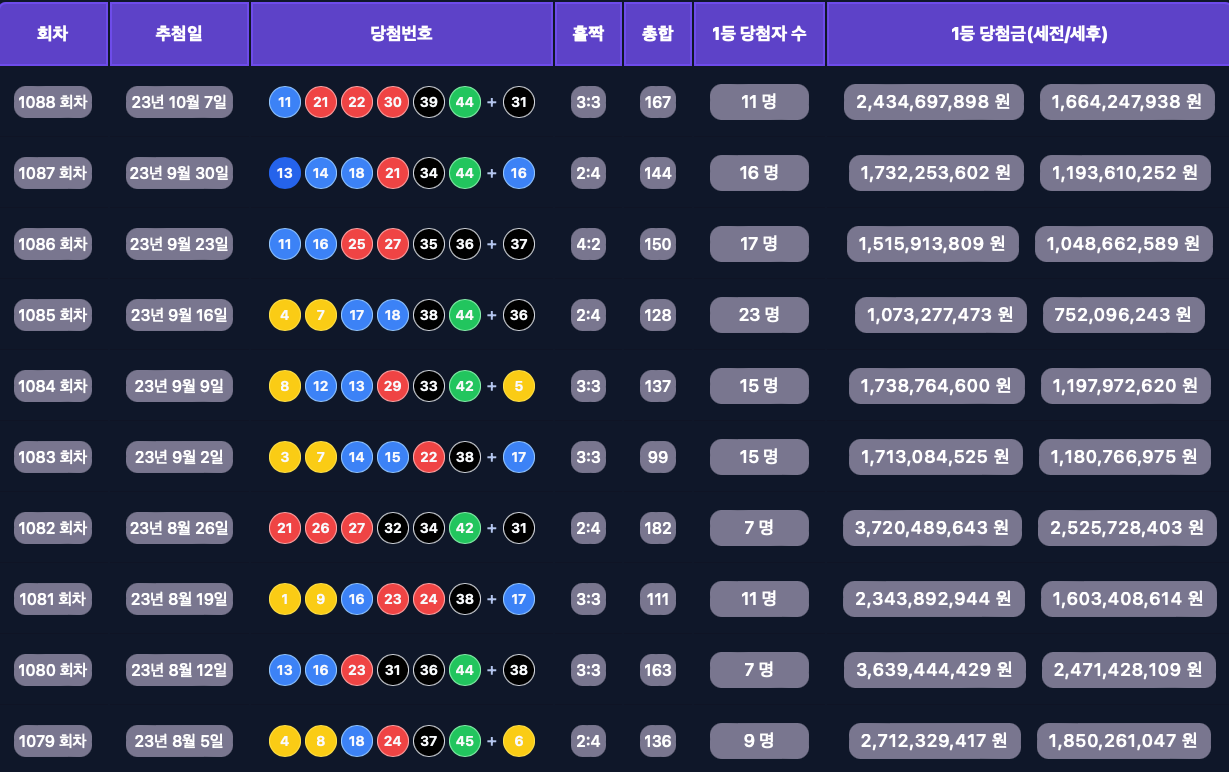 회차 추첨일 당첨번호 홀짝 총합 1등 당첨자 수 1등 당첨금(세전/세후)
1088 회차 23년 10월 7일 11 21 22 30 39 44 + 31 3:3 167 11 명 2,434,697,898 원 1,664,247,938 원
1087 회차 23년 9월 30일 13 14 18 21 34 44 + 16 2:4 144 16 명 1,732,253,602 원 1,193,610,252 원
1086 회차 23년 9월 23일 11 16 25 27 35 36 + 37 4:2 150 17 명 1,515,913,809 원 1,048,662,589 원
1085 회차 23년 9월 16일 4 7 17 18 38 44 + 36 2:4 128 23 명 1,073,277,473 원 752,096,243 원
1084 회차 23년 9월 9일 8 12 13 29 33 42 + 5 3:3 137 15 명 1,738,764,600 원 1,197,972,620 원
1083 회차 23년 9월 2일 3 7 14 15 22 38 + 17 3:3 99 15 명 1,713,084,525 원 1,180,766,975 원
1082 회차 23년 8월 26일 21 26 27 32 34 42 + 31 2:4 182 7 명 3,720,489,643 원 2,525,728,403 원
1081 회차 23년 8월 19일 1 9 16 23 24 38 + 17 3:3 111 11 명 2,343,892,944 원 1,603,408,614 원
1080 회차 23년 8월 12일 13 16 23 31 36 44 + 38 3:3 163 7 명 3,639,444,429 원 2,471,428,109 원
1079 회차 23년 8월 5일 4 8 18 24 37 45 + 6 2:4 136 9 명 2,712,329,417 원 1,850,261,047 원